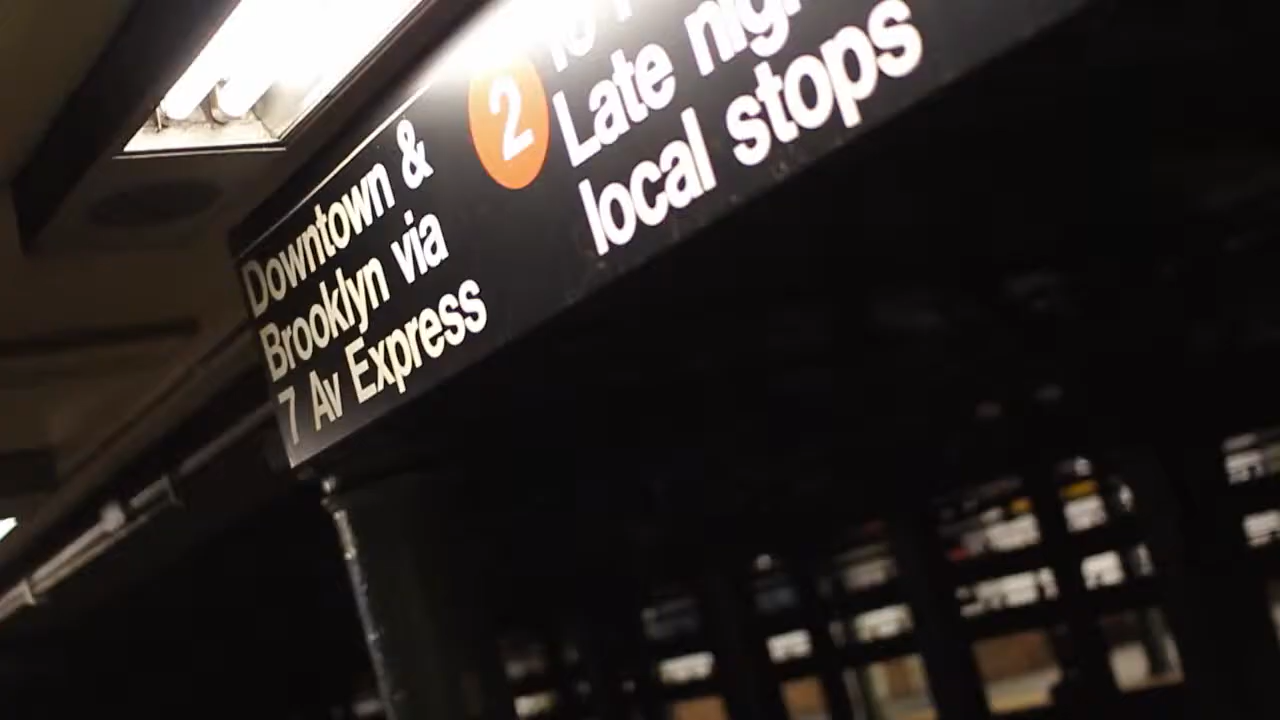 Downtown &
Brooklyn via
7 Av Express
2
Late
local stops